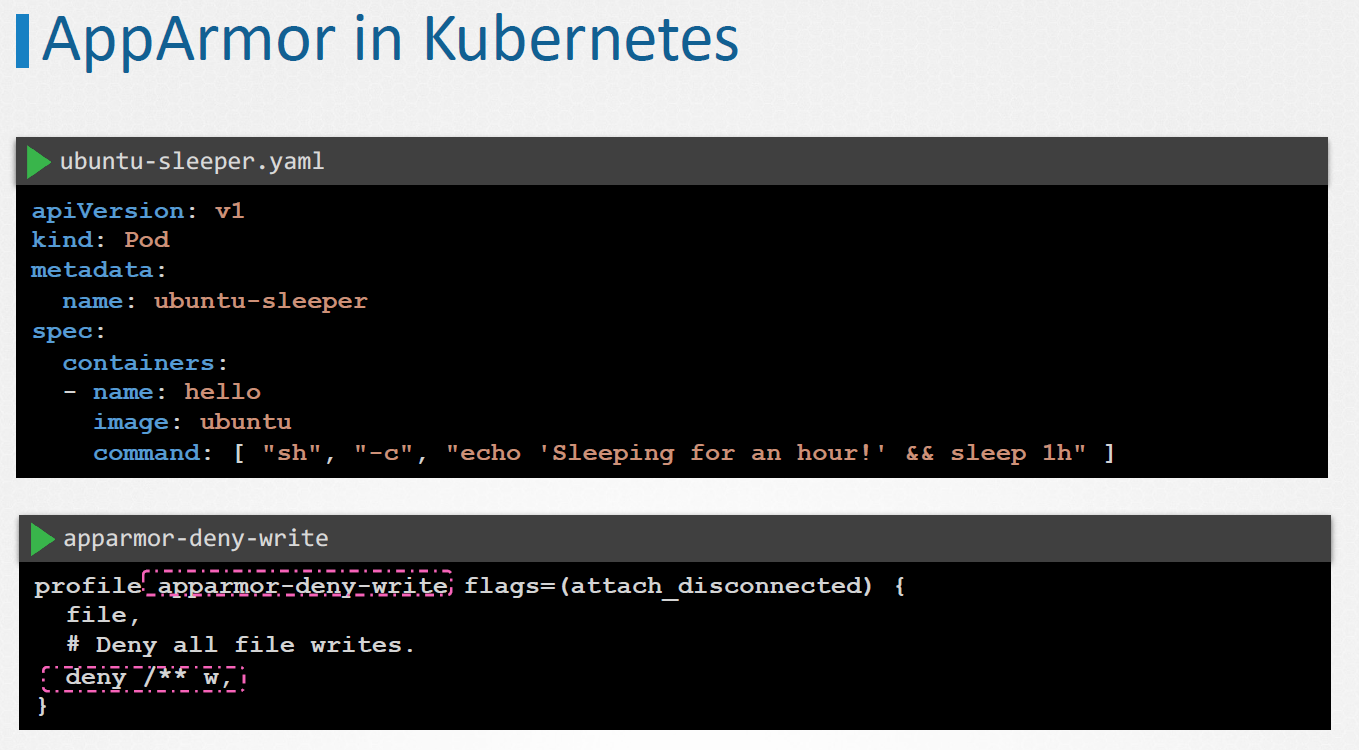 AppArmor in Kubernetes
ubuntu-sleeper.yaml
apiVersion: v1
kind: Pod
metadata:
  name: ubuntu-sleeper
spec:
  containers:
  - name: hello
    image: ubuntu
    command: [ "sh", "-c", "echo 'Sleeping for an hour!' && sleep 1h" ]
apparmor-deny-write
profile apparmor-deny-write flags=(attach_disconnected) {
  file,
  # Deny all file writes.
  deny /** w,
}